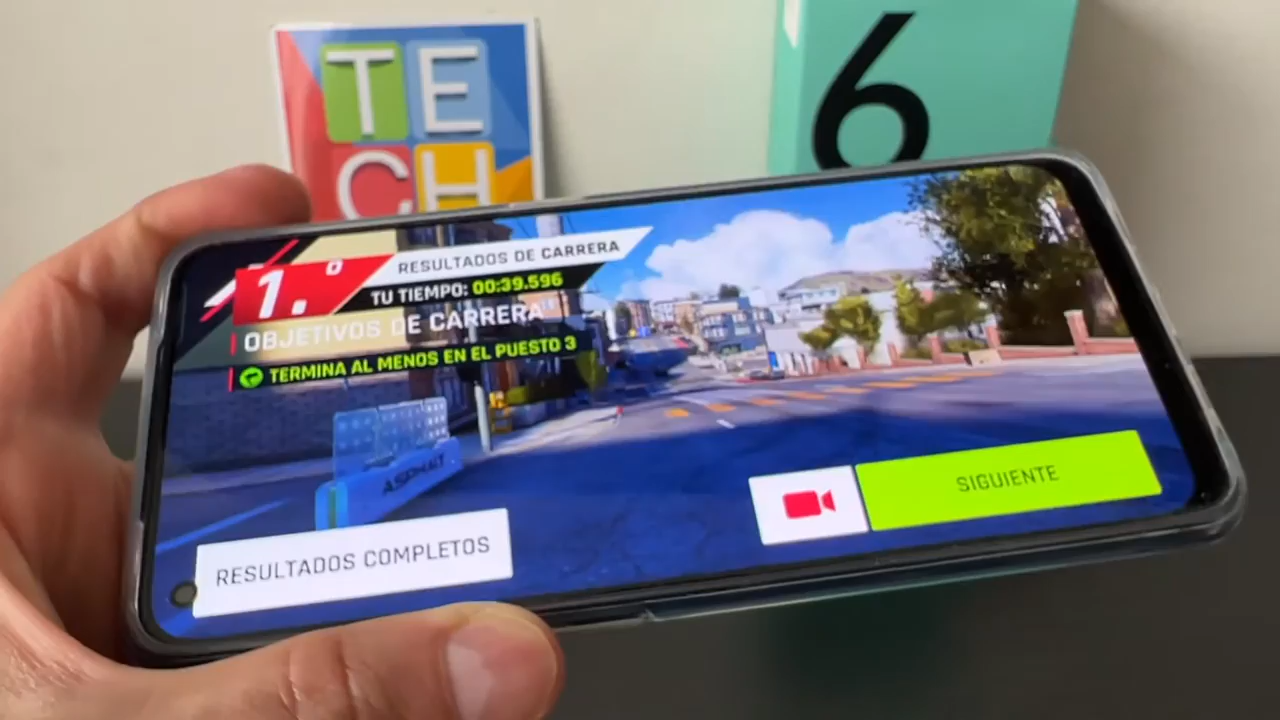 TE
CH
6
1.º
RESULTADOS DE CARRERA
TU TIEMPO: 00:39.596
OBJETIVOS DE CARRERA
TERMINA AL MENOS EN EL PUESTO 3
ASPHALT
SIGUIENTE
RESULTADOS COMPLETOS